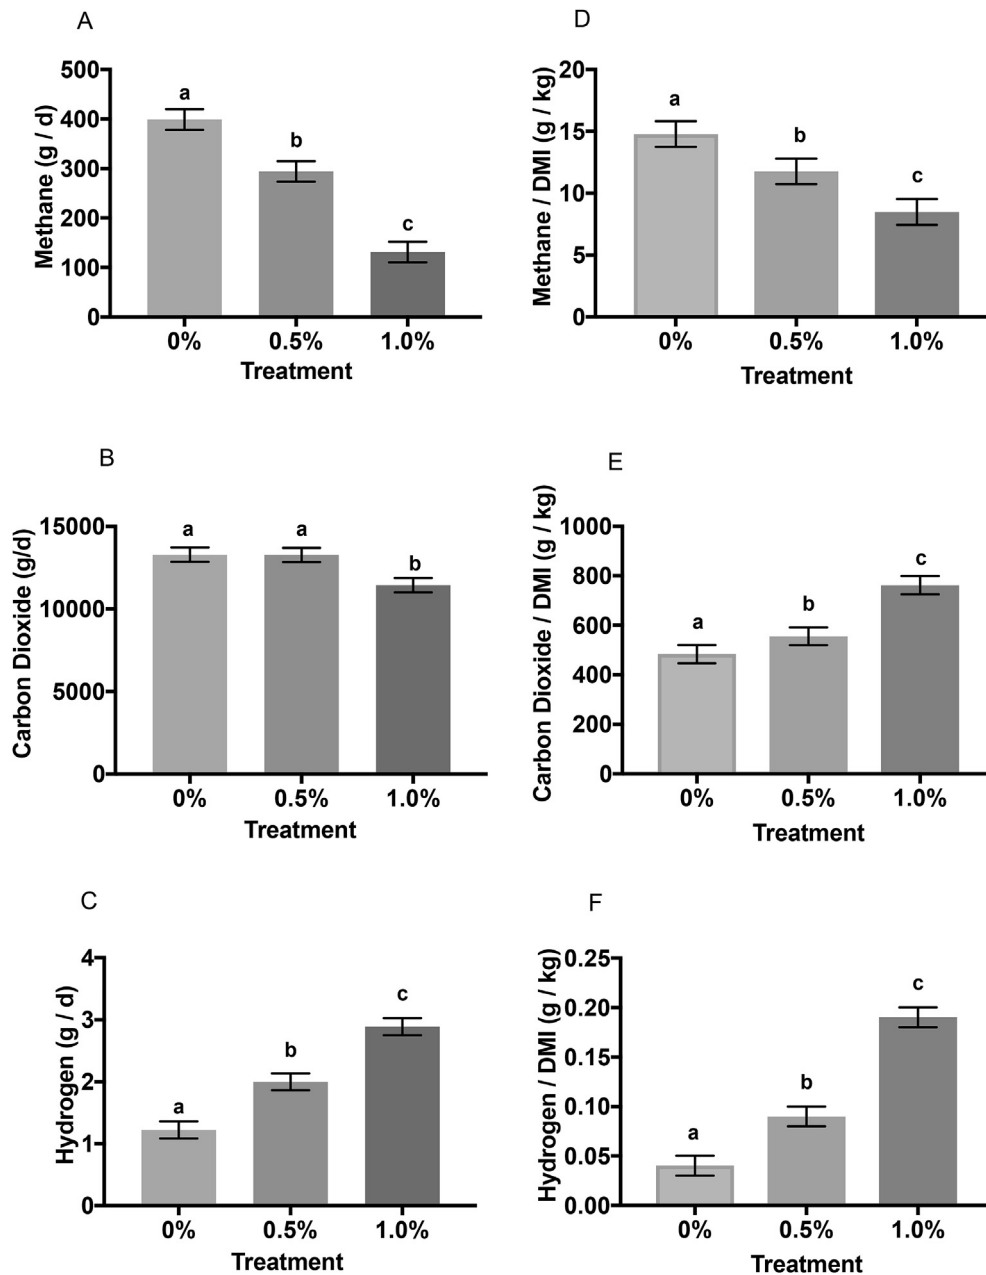 A
Methane (g / d)
500
400
300
200
100
0
a
b
c
0% 0.5% 1.0%
Treatment
D
Methane / DMI (g / kg)
20
15
10
5
0
a
b
c
0% 0.5% 1.0%
Treatment
B
Carbon Dioxide (g/d)
15000
10000
5000
0
a
a
b
0% 0.5% 1.0%
Treatment
E
Carbon Dioxide / DMI (g / kg)
1000
800
600
400
200
0
a
b
c
0% 0.5% 1.0%
Treatment
C
Hydrogen (g / d)
4
3
2
1
0
a
b
c
0% 0.5% 1.0%
Treatment
F
Hydrogen / DMI (g / kg)
0.25
0.20
0.15
0.10
0.05
0.00
a
b
c
0% 0.5% 1.0%
Treatment